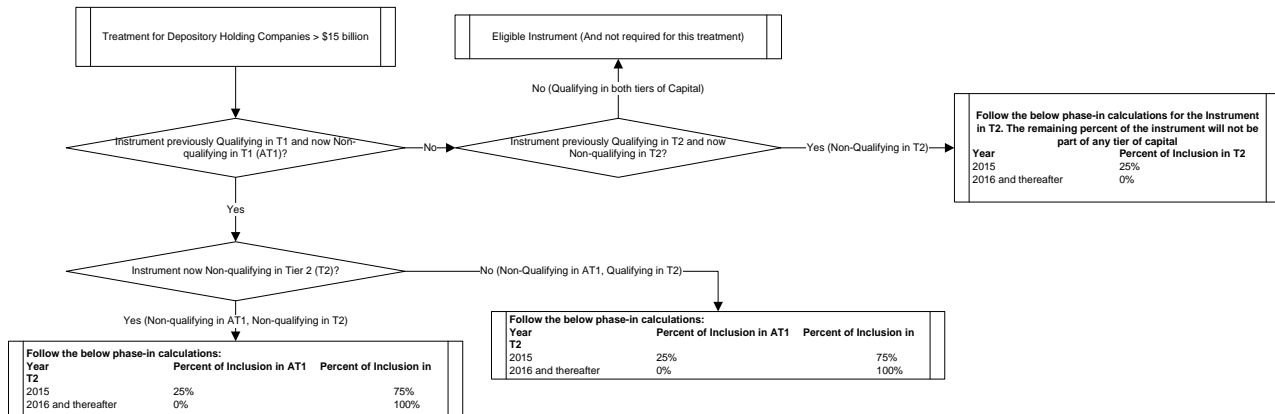 Treatment for Depository Holding Companies > $15 billion
Eligible Instrument (And not required for this treatment)
No (Qualifying in both tiers of Capital)
Instrument previously Qualifying in T1 and now Non-
qualifying in T1 (AT1)?
No
Instrument previously Qualifying in T2 and now
Non-qualifying in T2?
Yes (Non-Qualifying in T2)
Follow the below phase-in calculations for the Instrument
in T2. The remaining percent of the instrument will not be
part of any tier of capital
Year Percent of Inclusion in T2
2015 25%
2016 and thereafter 0%
Yes
Instrument now Non-qualifying in Tier 2 (T2)?
No (Non-Qualifying in AT1, Qualifying in T2)
Yes (Non-qualifying in AT1, Non-qualifying in T2)
Follow the below phase-in calculations:
Year Percent of Inclusion in AT1 Percent of Inclusion in
T2
2015 25% 75%
2016 and thereafter 0% 100%
Follow the below phase-in calculations:
Year Percent of Inclusion in AT1 Percent of Inclusion in
T2
2015 25% 75%
2016 and thereafter 0% 100%